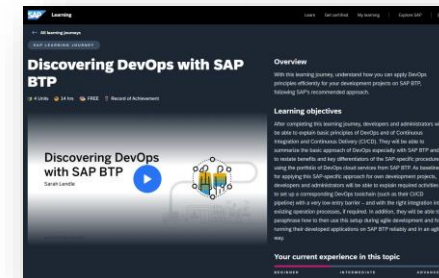 SAP Learning
Learn Get certified My learning Explore SAP
← All learning journeys
SAP LEARNING JOURNEY
Discovering DevOps with SAP
BTP
4 Units 14 hrs FREE Record of Achievement
Discovering DevOps
with SAP BTP
Sarah Lendle
Overview
With this learning journey, understand how you can apply DevOps
principles efficiently for your development projects on SAP BTP,
following SAP's recommended approach.
Learning objectives
After completing this learning journey, developers and administrators will
be able to explain basic principles of DevOps and of Continuous
Integration and Continuous Delivery (CI/CD). They will be able to
summarize the basic approach of DevOps especially with SAP BTP and
to restate benefits and key differentiators of the SAP-specific procedure
using the portfolio of DevOps cloud services from SAP BTP. As baseline
for applying this SAP-specific approach for own development projects,
developers and administrators will be able to explain required activities
to set up a corresponding DevOps toolchain (such as their CI/CD
pipeline) with a very low entry barrier – and with the right integration into
existing operation processes, if required. In addition, they will be able to
paraphrase how to then use this setup during agile development and for
running their developed applications on SAP BTP reliably and in an agile
way.
Your current experience in this topic
BEGINNER INTERMEDIATE ADVANCED